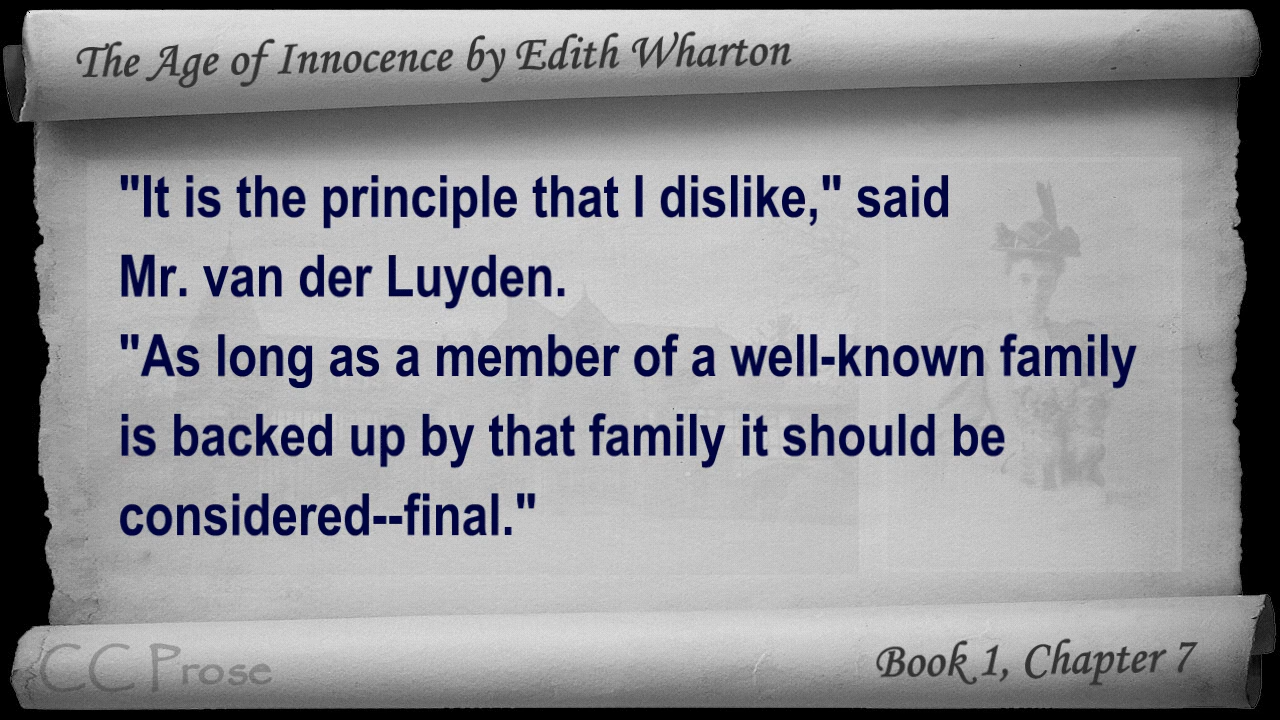 The Age of Innocence by Edith Wharton
"It is the principle that I dislike," said
Mr. van der Luyden.
"As long as a member of a well-known family
is backed up by that family it should be
considered--final."
CC Prose
Book 1, Chapter 7